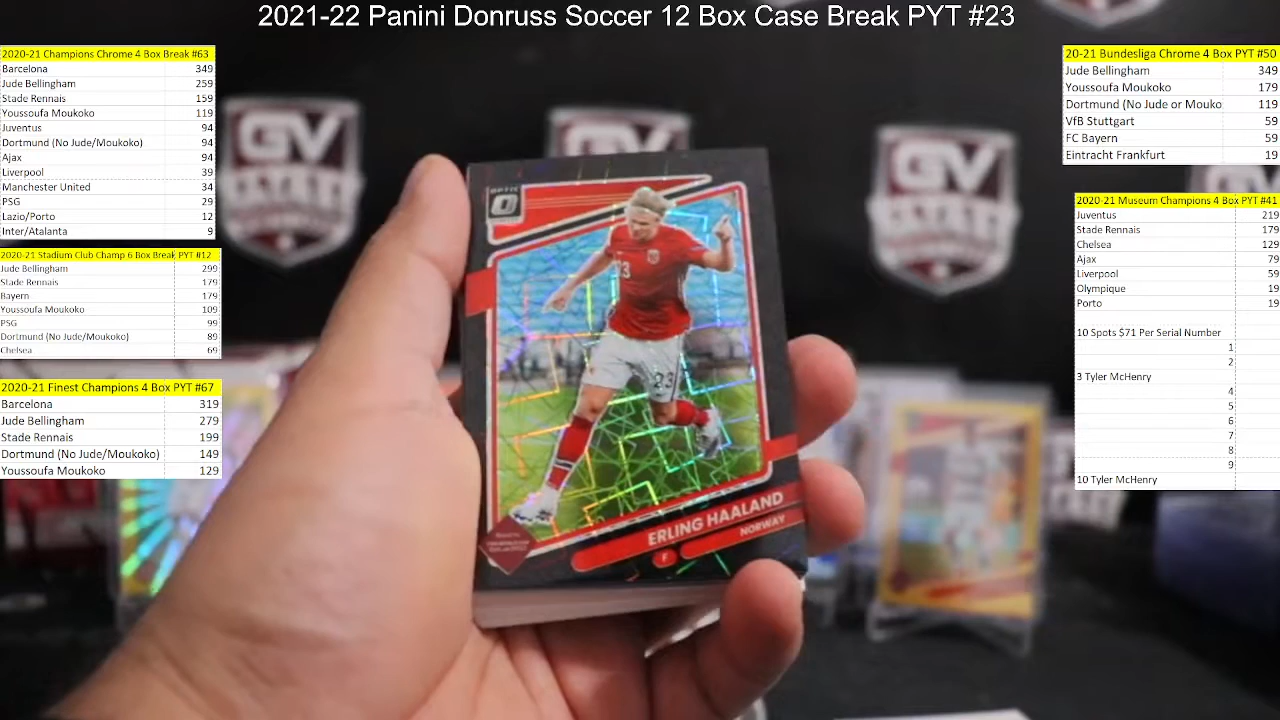 2021-22 Panini Donruss Soccer 12 Box Case Break PYT #23
2020-21 Champions Chrome 4 Box Break #63
Barcelona 349
Jude Bellingham 259
Stade Rennais 159
Youssoufa Moukoko 119
Juventus 94
Dortmund (No Jude/Moukoko) 94
Ajax 94
Liverpool 39
Manchester United 34
PSG 29
Lazio/Porto 12
Inter/Atalanta 9
2020-21 Stadium Club Champ 6 Box Break PYT #12
Jude Bellingham 299
Stade Rennais 179
Bayern 179
Youssoufa Moukoko 109
PSG 99
Dortmund (No Moukoko) 89
Chelsea 69
2020-21 Finest Champions 4 Box PYT #67
Barcelona 319
Jude Bellingham 279
Stade Rennais 199
Dortmund (No Jude/Moukoko) 149
Youssoufa Moukoko 129
GV
GV
OPTIC
23
23
ERLING HAALAND
NORWAY
F
20-21 Bundesliga Chrome 4 Box PYT #50
Jude Bellingham 349
Youssoufa Moukoko 179
Dortmund (No Jude or Mouko 119
VfB Stuttgart 59
FC Bayern 59
Eintracht Frankfurt 19
2020-21 Museum Champions 4 Box PYT #41
Juventus 219
Stade Rennais 179
Chelsea 129
Ajax 79
Liverpool 59
Olympique 19
Porto 19
10 Spots $71 Per Serial Number
1
2
3 Tyler McHenry
4
5
6
7
8
9
10 Tyler McHenry